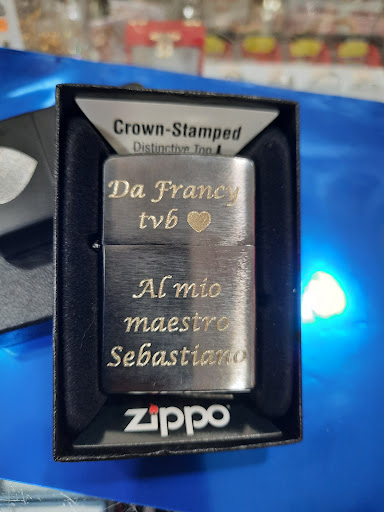 Crown-Stamped
Distinctive Top
Da Francy
tvb
Al mio
maestro
Sebastiano
zippo